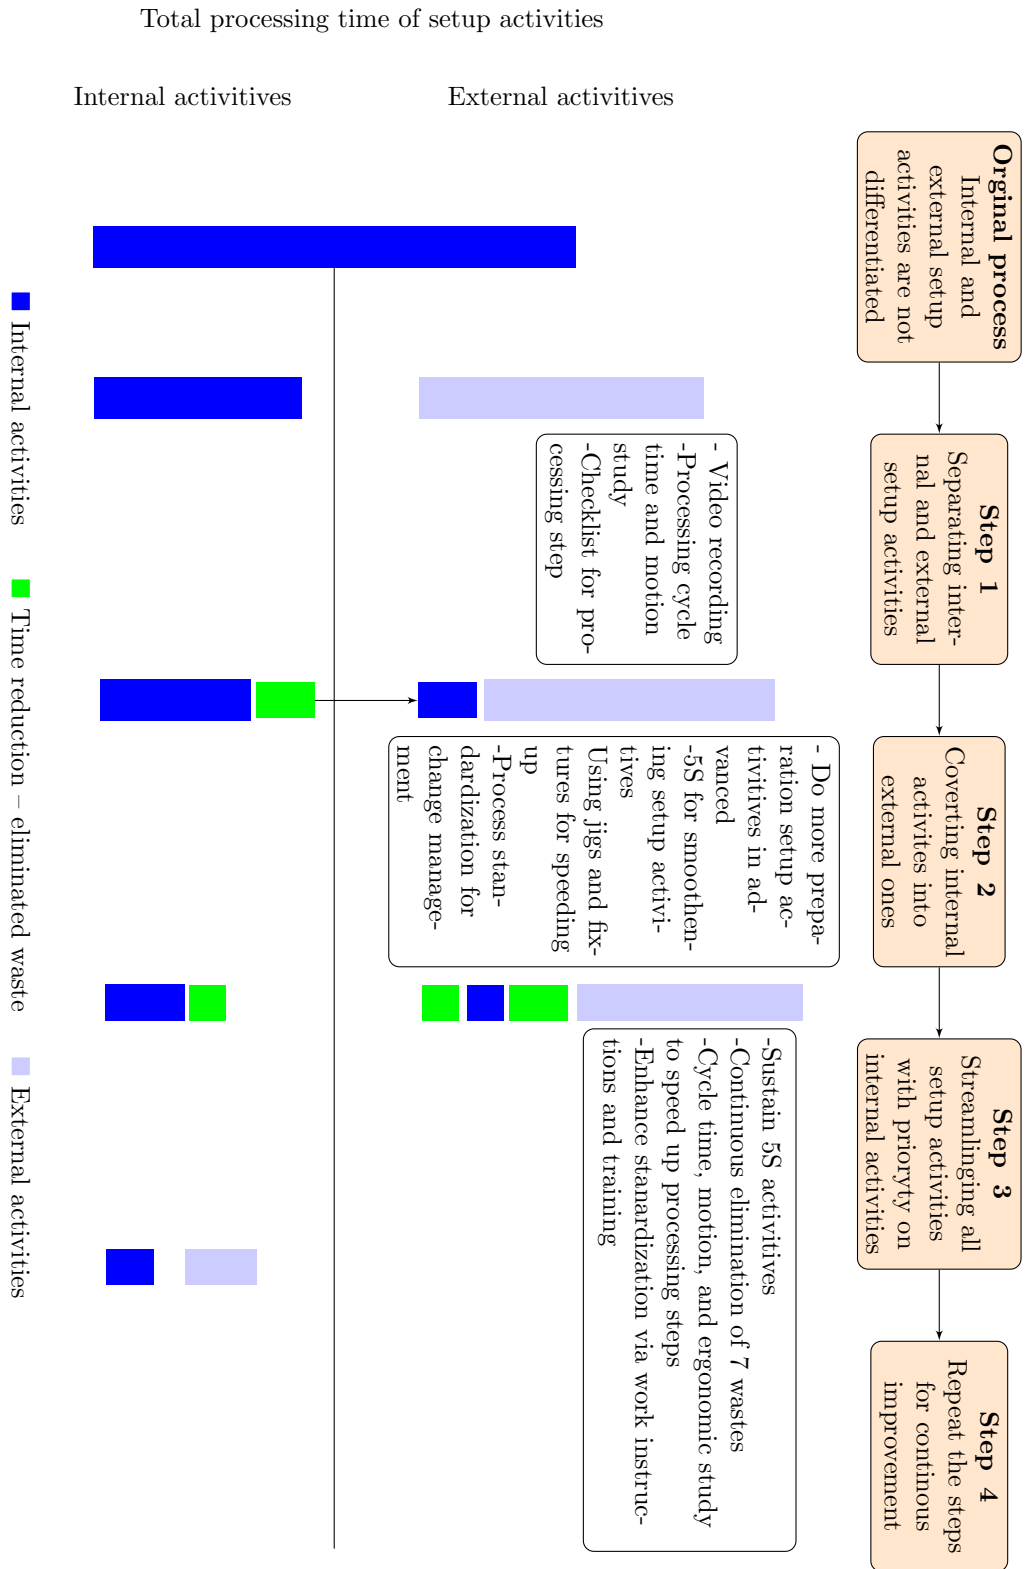 Total processing time of setup activities
Internal activitives
External activitives
Orginal process
Internal and
external setup
activities are not
differentiated
Step 1
Separating inter-
nal and external
setup activities
Step 2
Coverting internal
activites into
external ones
Step 3
Streamlinging all
setup activities
with prioryty on
internal activities
Step 4
Repeat the steps
for continous
improvement
- Video recording
-Processing cycle
time and motion
study
-Checklist for pro-
cessing step
- Do more prepa-
ration setup ac-
tivitives in ad-
vanced
-5S for smoothen-
ing setup activi-
tives
Using jigs and fix-
tures for speeding
up
-Process stan-
dardization for
change manage-
ment
-Sustain 5S activitives
-Continuous elimination of 7 wastes
-Cycle time, motion, and ergonomic study
to speed up processing steps
-Enhance stanardization via work instruc-
tions and training
Internal activities
Time reduction – eliminated waste
External activities